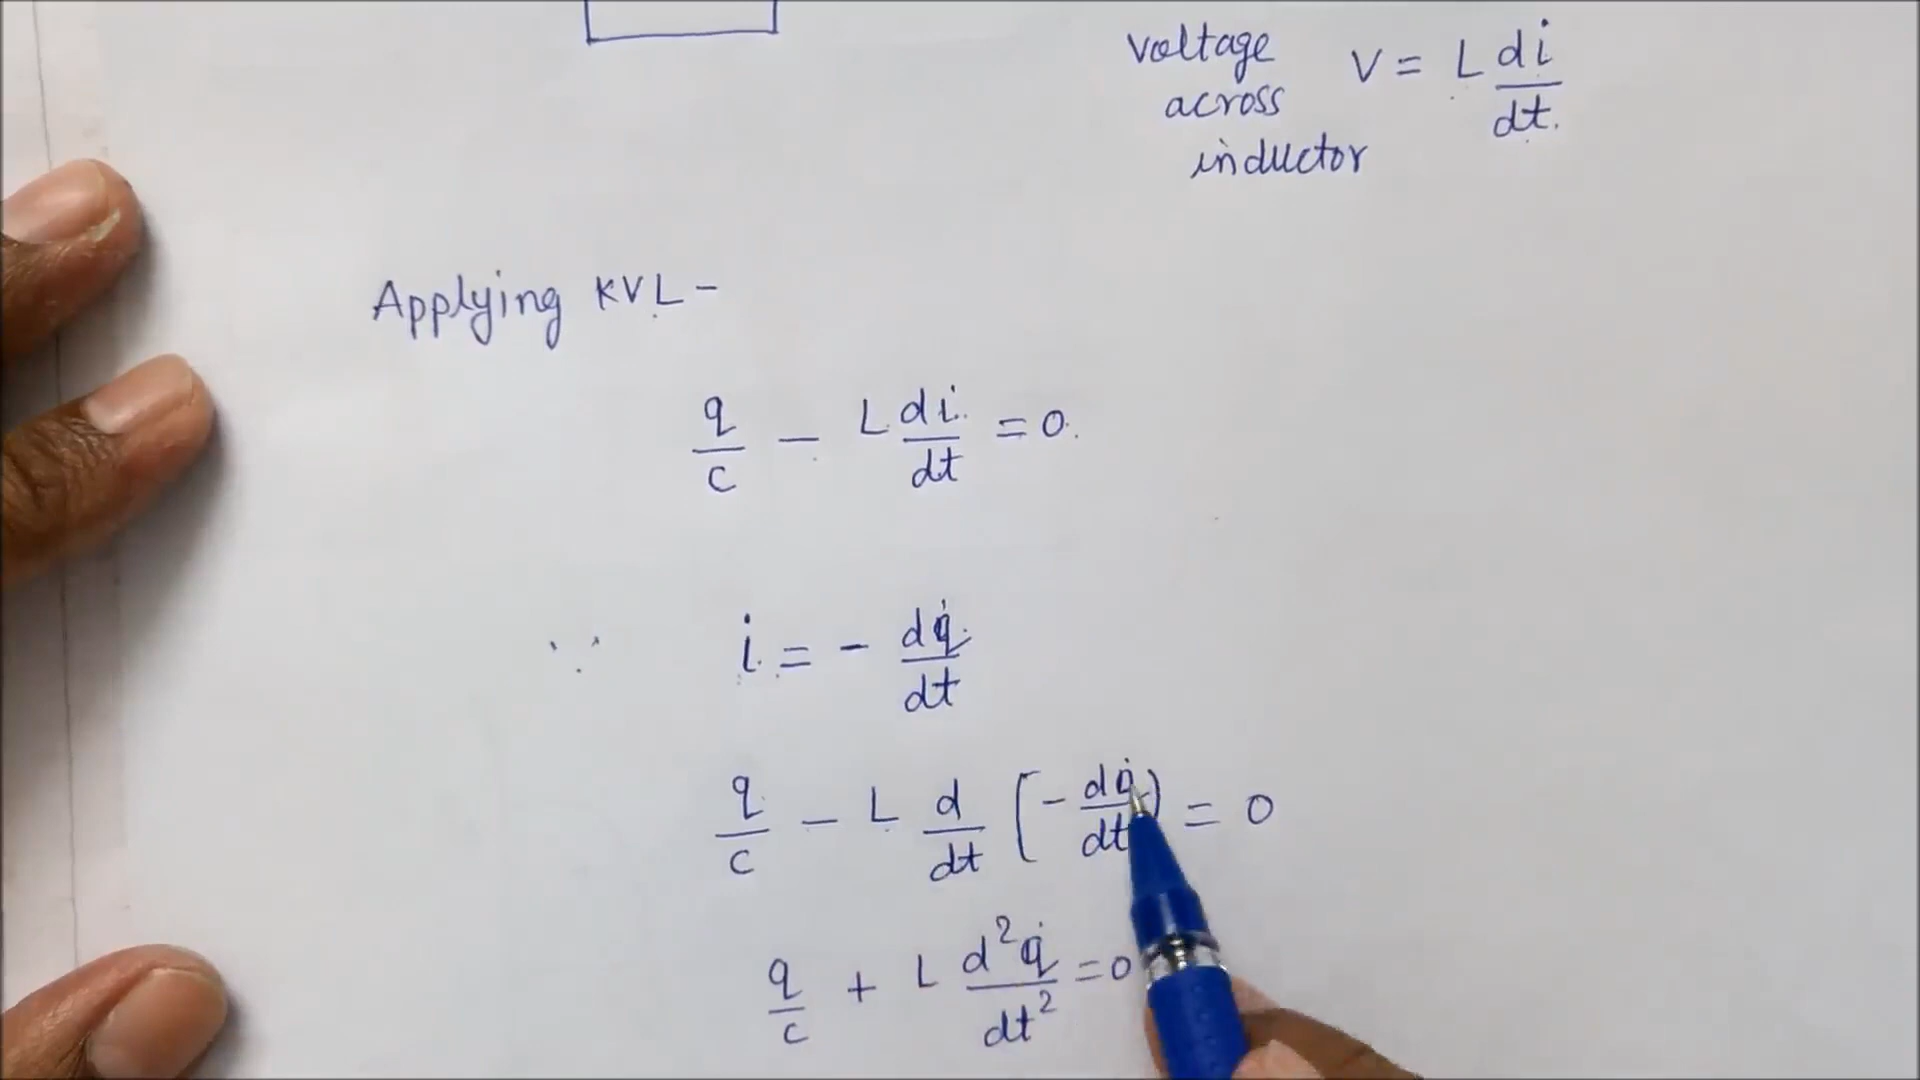 voltage
across
inductor
V = L di/dt.
Applying KVL -
q/c - L di/dt = 0.
∵ i = - dq/dt
q/c - L d/dt [- dq/dt) = 0
q/c + L d²q/dt² = 0